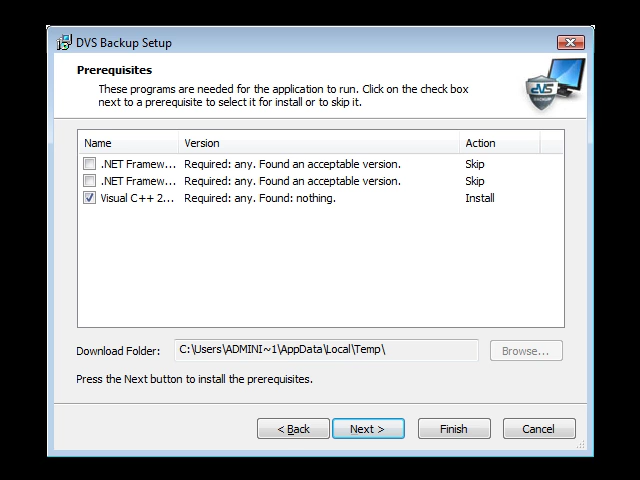 DVS Backup Setup
Prerequisites
These programs are needed for the application to run. Click on the check box
next to a prerequisite to select it for install or to skip it.
DVS
BACKUP
Name Version Action
.NET Framew... Required: any. Found an acceptable version. Skip
.NET Framew... Required: any. Found an acceptable version. Skip
Visual C++ 2... Required: any. Found: nothing. Install
Download Folder: C:\Users\ADMINI~1\AppData\Local\Temp\ Browse...
Press the Next button to install the prerequisites.
< Back Next > Finish Cancel